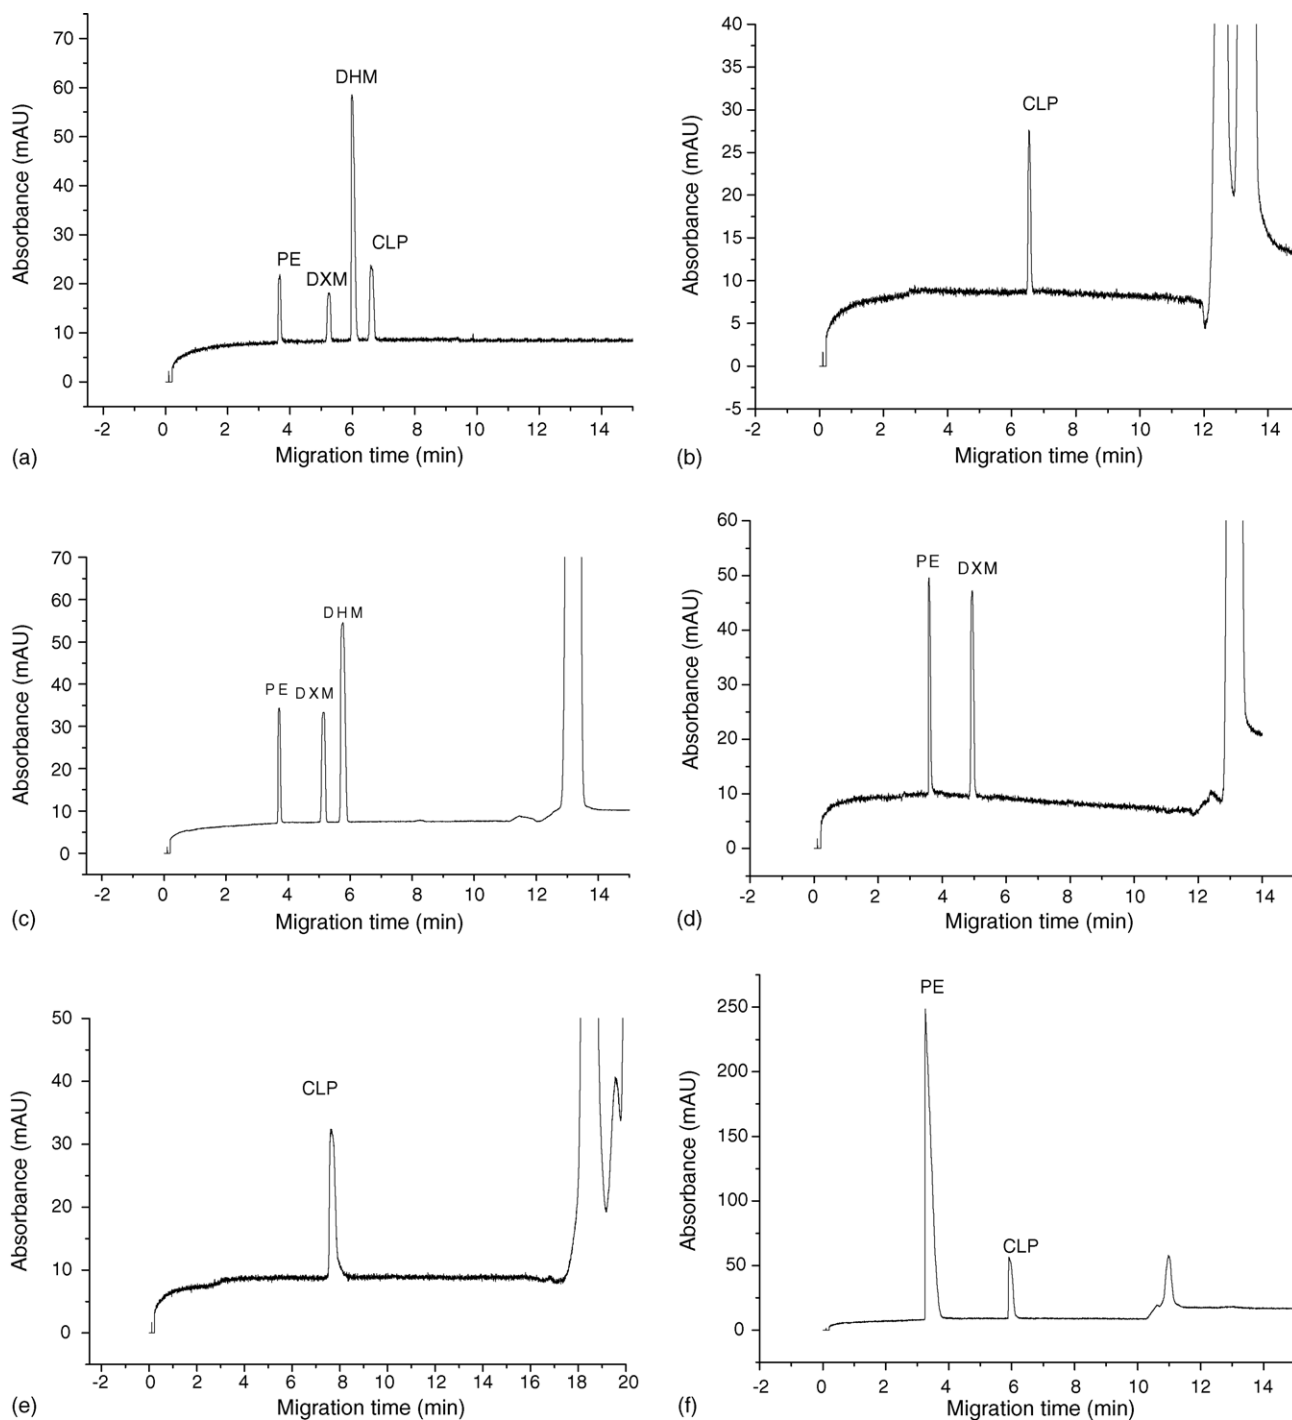 70
60
50
40
30
20
10
0
Absorbance (mAU)
PE
DXM
DHM
CLP
-2 0 2 4 6 8 10 12 14
Migration time (min)
(a)
40
35
30
25
20
15
10
5
0
-5
Absorbance (mAU)
CLP
-2 0 2 4 6 8 10 12 14
Migration time (min)
(b)
70
60
50
40
30
20
10
0
Absorbance (mAU)
PE
DXM
DHM
-2 0 2 4 6 8 10 12 14
Migration time (min)
(c)
60
50
40
30
20
10
0
Absorbance (mAU)
PE
DXM
-2 0 2 4 6 8 10 12 14
Migration time (min)
(d)
50
40
30
20
10
0
Absorbance (mAU)
CLP
-2 0 2 4 6 8 10 12 14 16 18 20
Migration time (min)
(e)
250
200
150
100
50
0
Absorbance (mAU)
PE
CLP
-2 0 2 4 6 8 10 12 14
Migration time (min)
(f)